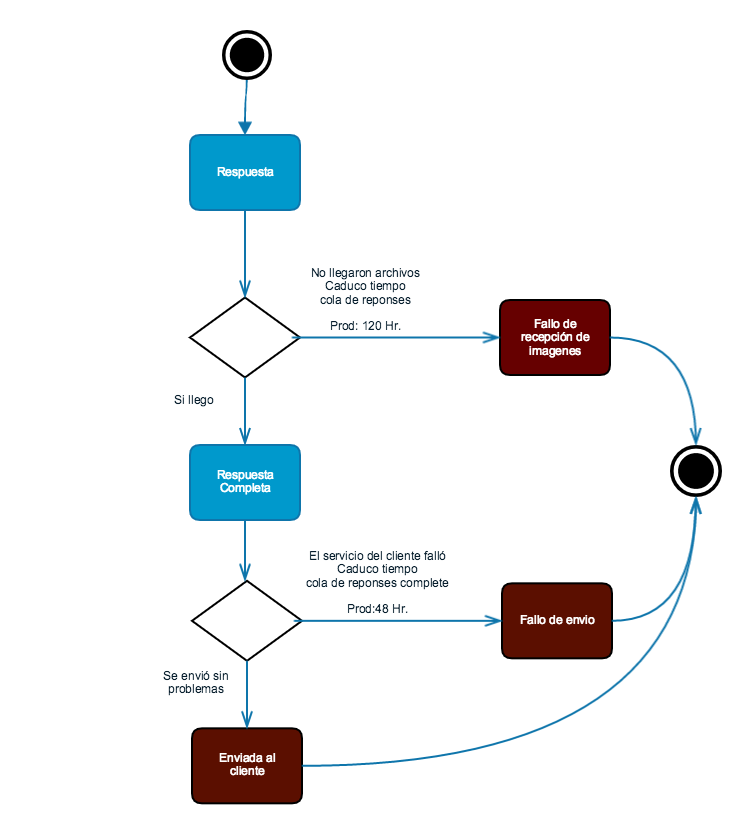 Respuesta
No llegaron archivos
Caduco tiempo
cola de reponses
Prod: 120 Hr.
Fallo de
recepción de
imagenes
Si llego
Respuesta
Completa
El servicio del cliente falló
Caduco tiempo
cola de reponses complete
Prod:48 Hr.
Fallo de envio
Se envió sin
problemas
Enviada al
cliente